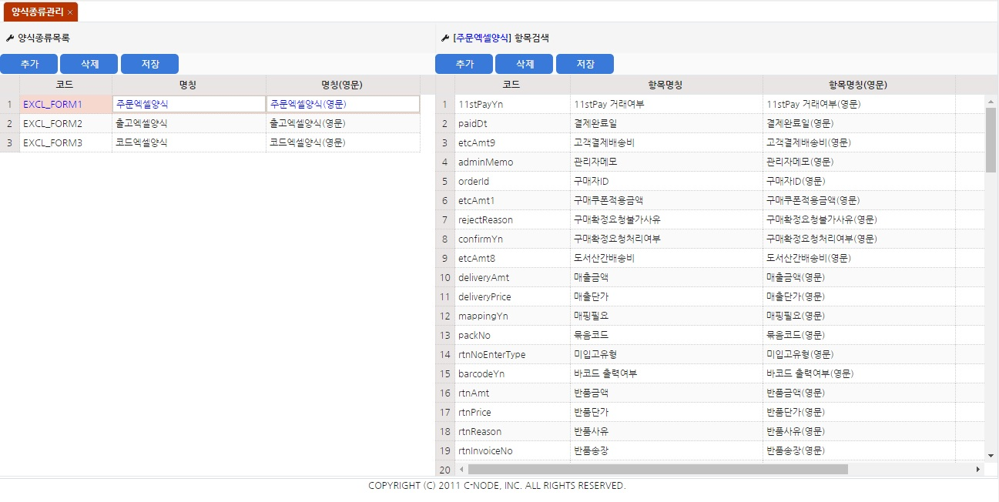 양식종류관리 ×
양식종류목록
추가 삭제 저장
코드 명칭 명칭(영문)
1 EXCL_FORM1 주문엑셀양식 주문엑셀양식(영문)
2 EXCL_FORM2 출고엑셀양식 출고엑셀양식(영문)
3 EXCL_FORM3 코드엑셀양식 코드엑셀양식(영문)
[주문엑셀양식] 항목검색
추가 삭제 저장
코드 항목명칭 항목명칭(영문)
1 11stPayYn 11stPay 거래여부 11stPay 거래여부(영문)
2 paidDt 결제완료일 결제완료일(영문)
3 etcAmt9 고객결제배송비 고객결제배송비(영문)
4 adminMemo 관리자메모 관리자메모(영문)
5 orderId 구매자ID 구매자ID(영문)
6 etcAmt1 구매쿠폰적용금액 구매쿠폰적용금액(영문)
7 rejectReason 구매확정요청불가사유 구매확정요청불가사유(영문)
8 confirmYn 구매확정요청처리여부 구매확정요청처리여부(영문)
9 etcAmt8 도서산간배송비 도서산간배송비(영문)
10 deliveryAmt 매출금액 매출금액(영문)
11 deliveryPrice 매출단가 매출단가(영문)
12 mappingYn 매핑필요 매핑필요(영문)
13 packNo 묶음코드 묶음코드(영문)
14 rtnNoEnterType 미입고유형 미입고유형(영문)
15 barcodeYn 바코드 출력여부 바코드 출력여부(영문)
16 rtnAmt 반품금액 반품금액(영문)
17 rtnPrice 반품단가 반품단가(영문)
18 rtnReason 반품사유 반품사유(영문)
19 rtnInvoiceNo 반품송장 반품송장(영문)
20
COPYRIGHT (C) 2011 C-NODE, INC. ALL RIGHTS RESERVED.